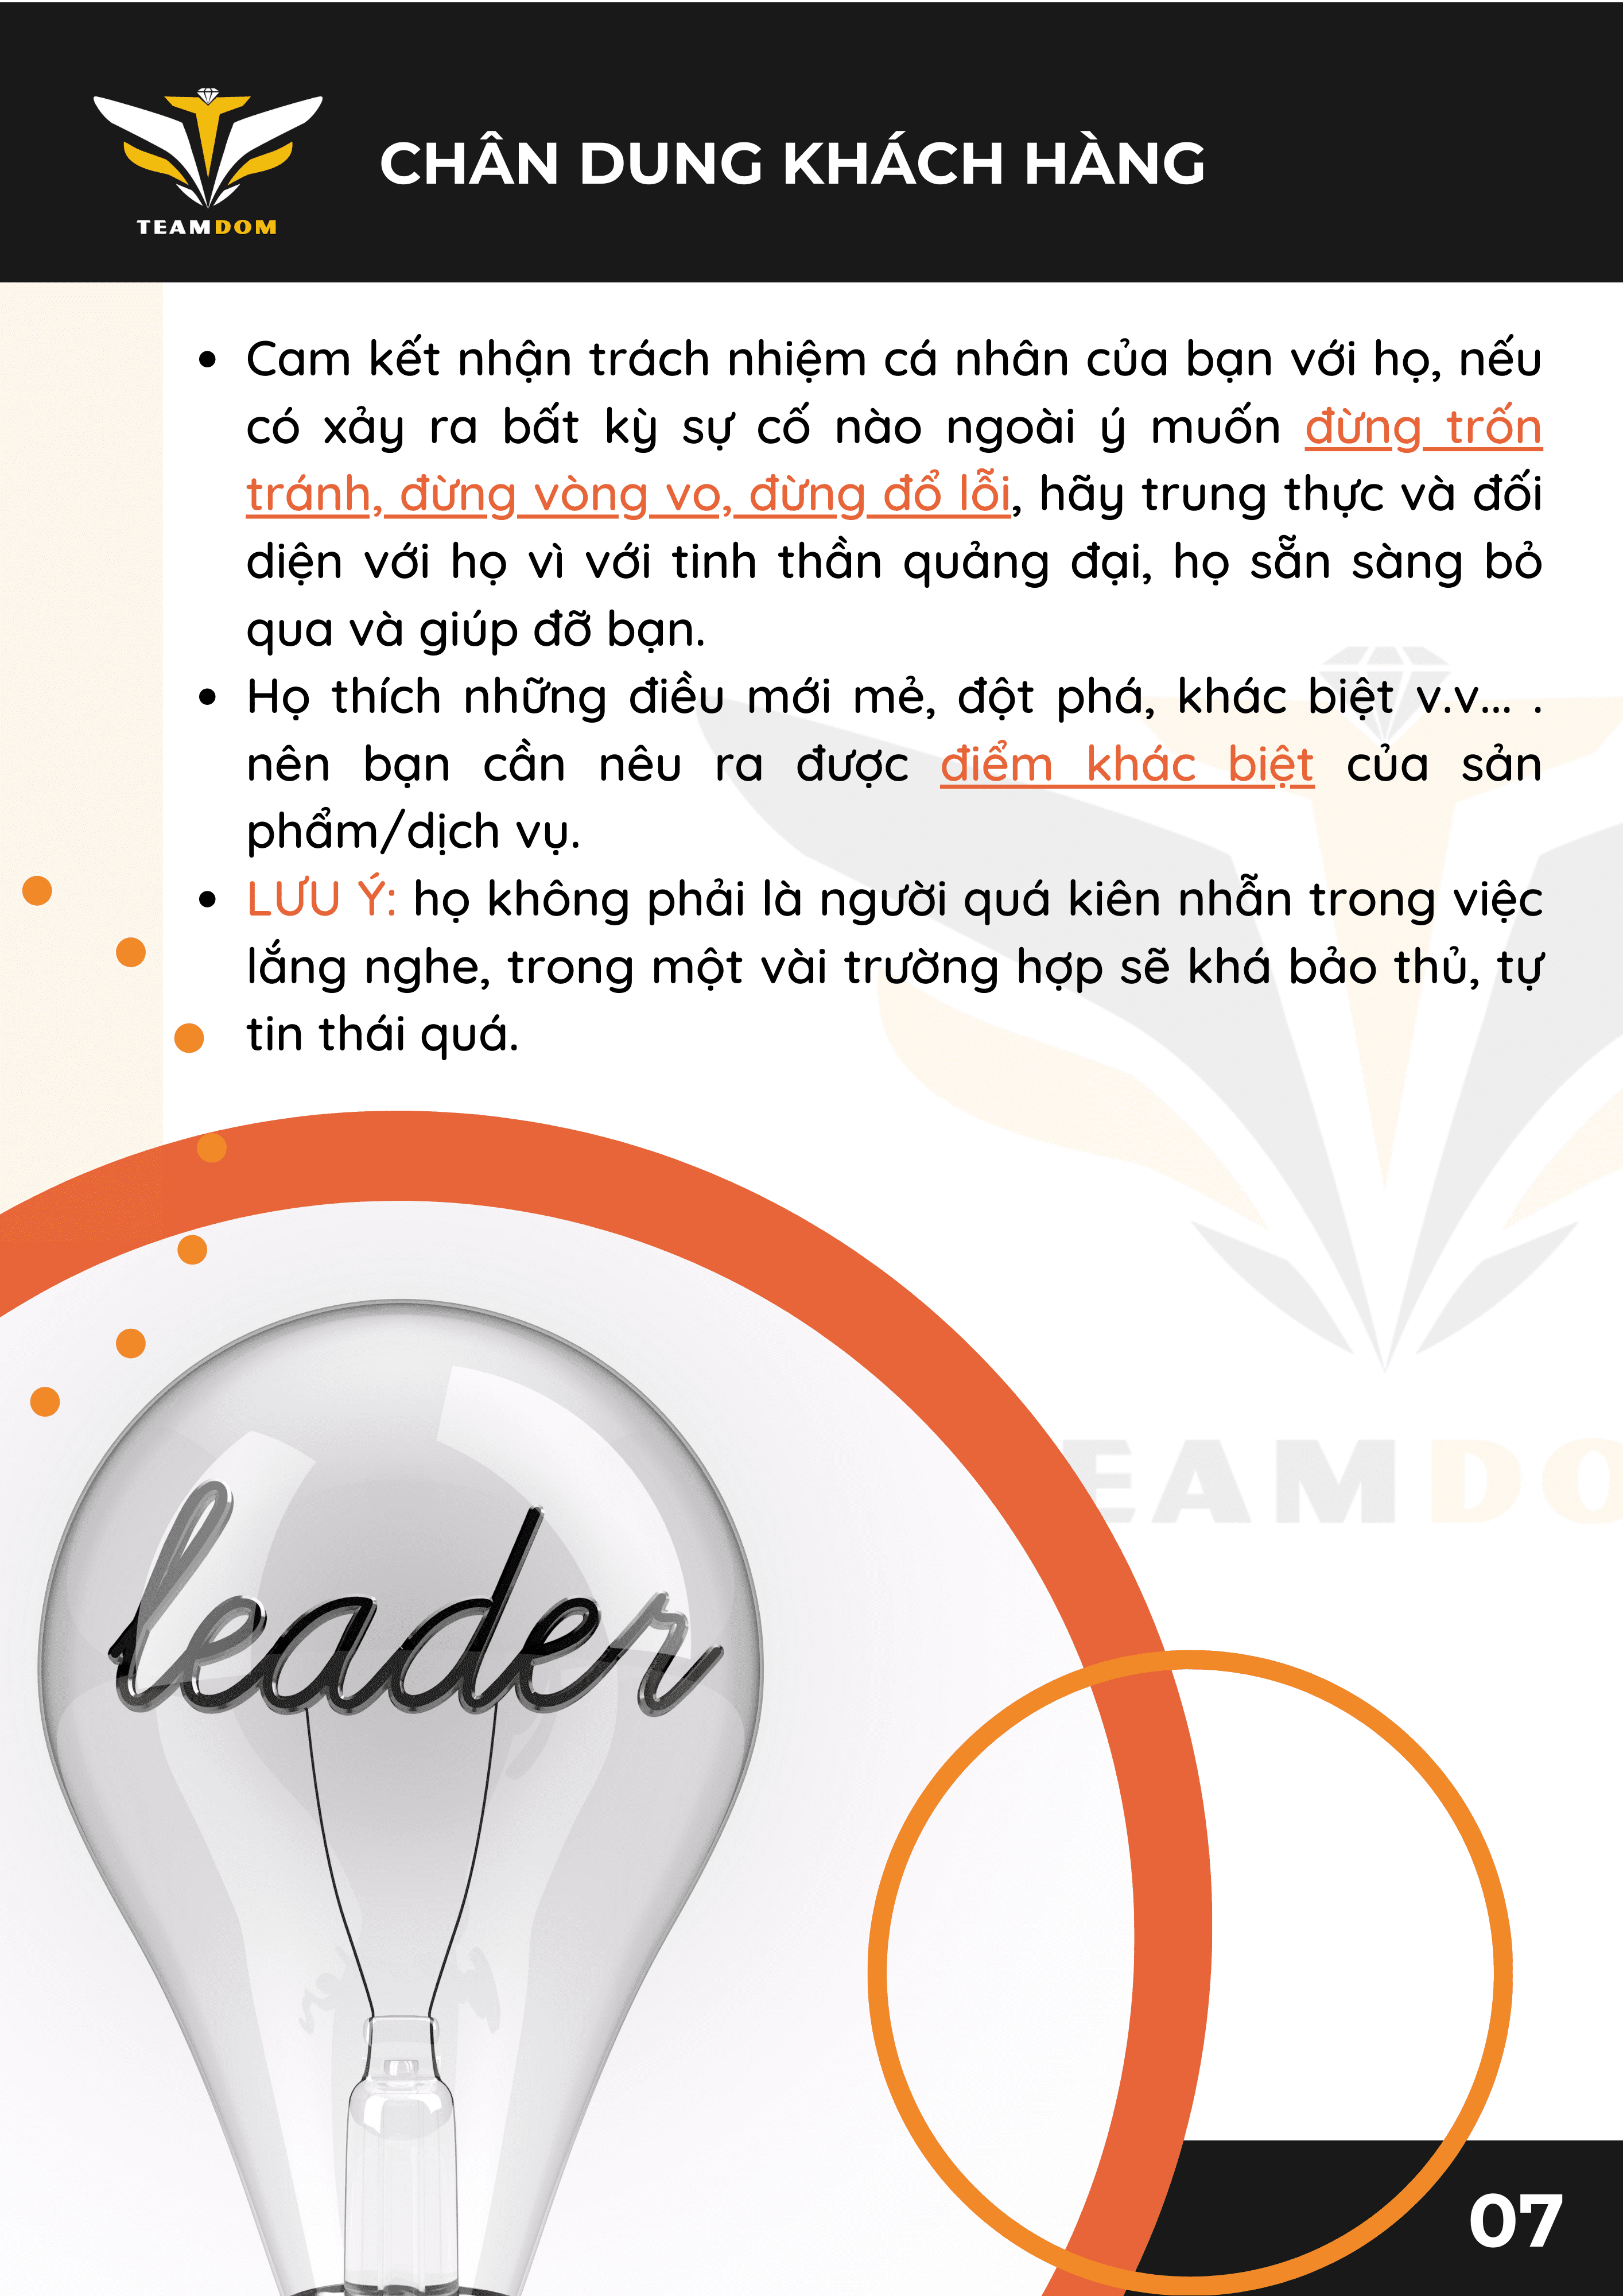 TEAMDOM
CHÂN DUNG KHÁCH HÀNG
• Cam kết nhận trách nhiệm cá nhân của bạn với họ, nếu
có xảy ra bất kỳ sự cố nào ngoài ý muốn đừng trốn
tránh, đừng vòng vo, đừng đổ lỗi, hãy trung thực và đối
diện với họ vì với tinh thần quảng đại, họ sẵn sàng bỏ
qua và giúp đỡ bạn.
• Họ thích những điều mới mẻ, đột phá, khác biệt v.v... .
nên bạn cần nêu ra được điểm khác biệt của sản
phẩm/dịch vụ.
• LƯU Ý: họ không phải là người quá kiên nhẫn trong việc
lắng nghe, trong một vài trường hợp sẽ khá bảo thủ, tự
tin thái quá.
EAMDO
leader
07